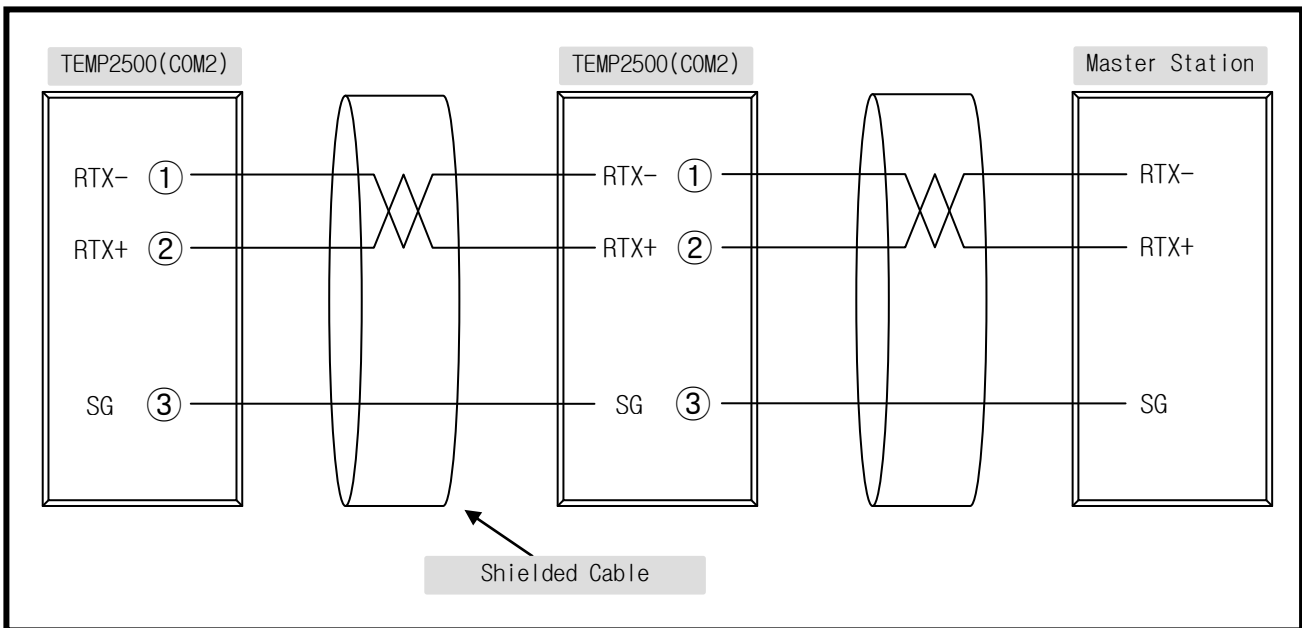 TEMP2500(COM2)
TEMP2500(COM2)
Master Station
RTX- ①
RTX- ①
RTX-
RTX+ ②
RTX+ ②
RTX+
SG ③
SG ③
SG
Shielded Cable